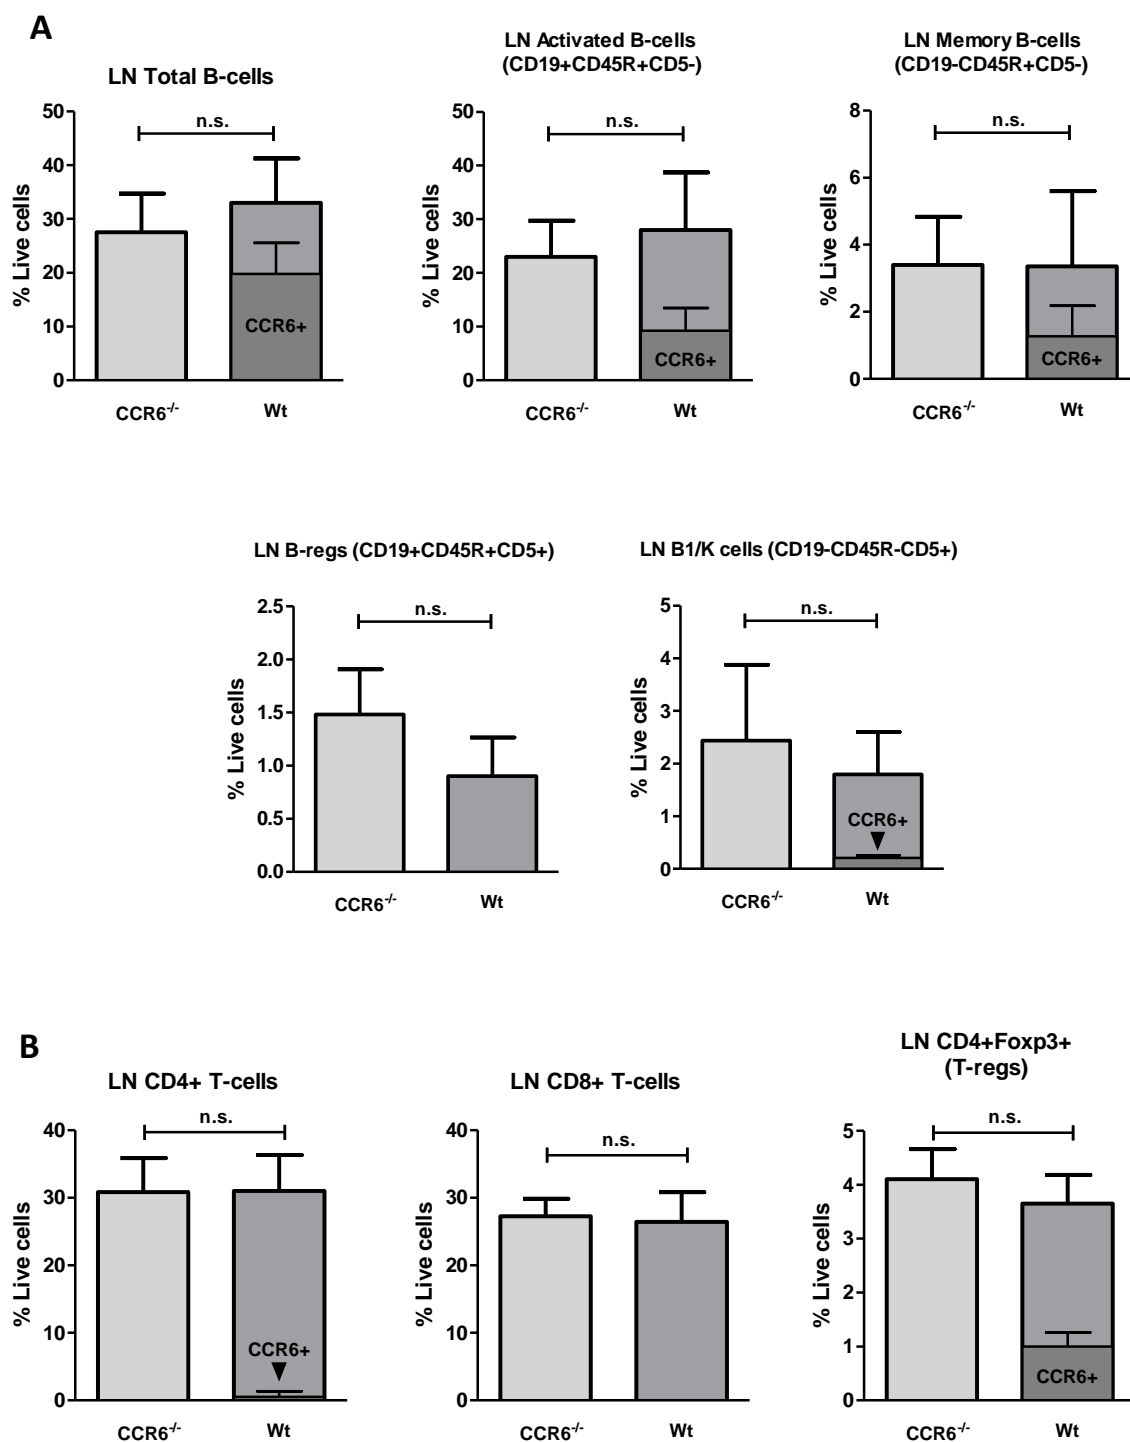 A
LN Total B-cells
LN Activated B-cells
(CD19+CD45R+CD5-)
LN Memory B-cells
(CD19-CD45R+CD5-)
% Live cells
50
40
30
20
10
0
n.s.
CCR6+
CCR6-/-
Wt
% Live cells
50
40
30
20
10
0
n.s.
CCR6+
CCR6-/-
Wt
% Live cells
8
6
4
2
0
n.s.
CCR6+
CCR6-/-
Wt
LN B-regs (CD19+CD45R+CD5+)
% Live cells
2.5
2.0
1.5
1.0
0.5
0.0
n.s.
CCR6-/-
Wt
LN B1/K cells (CD19-CD45R-CD5+)
% Live cells
5
4
3
2
1
0
n.s.
CCR6+
CCR6-/-
Wt
B
LN CD4+ T-cells
% Live cells
40
30
20
10
0
n.s.
CCR6+
CCR6-/-
Wt
LN CD8+ T-cells
% Live cells
40
30
20
10
0
n.s.
CCR6-/-
Wt
LN CD4+Foxp3+
(T-regs)
% Live cells
5
4
3
2
1
0
n.s.
CCR6+
CCR6-/-
Wt